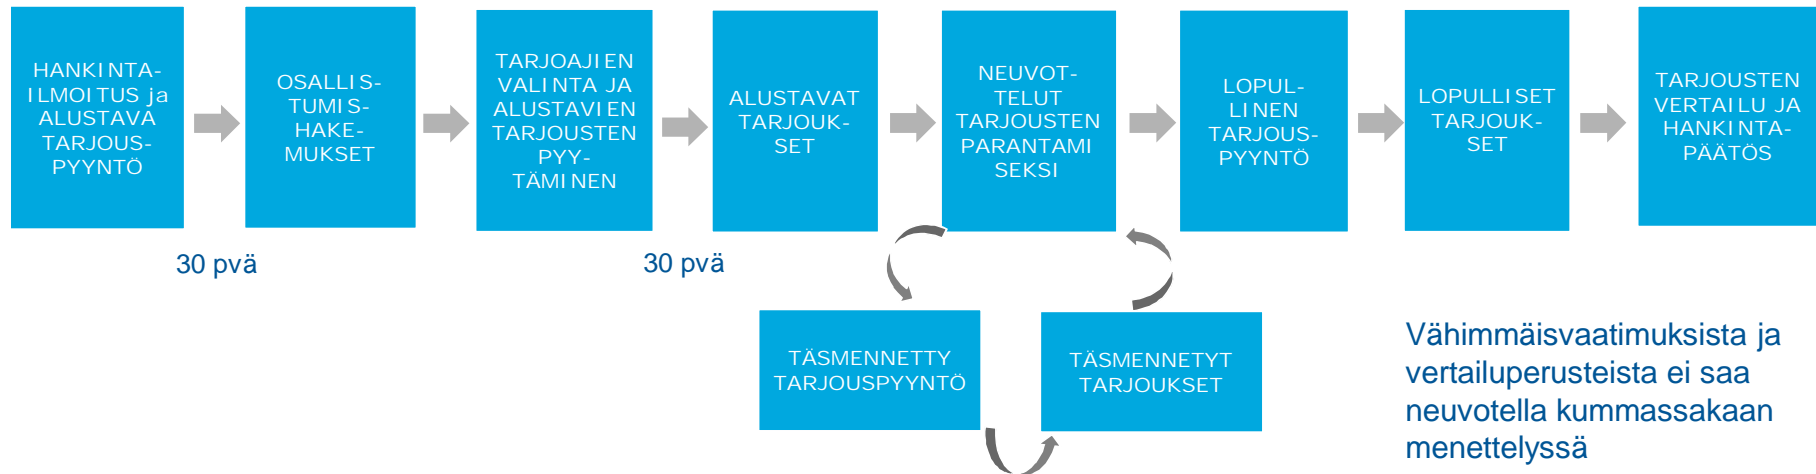 HANKINTA-
ILMOITUS ja
ALUSTAVA
TARJOUS-
PYYNTÖ
OSALLIS-
TUMIS-
HAKE-
MUKSET
TARJOAJIEN
VALINTA JA
ALUSTAVIEN
TARJOUSTEN
PYY-
TÄMINEN
ALUSTAVAT
TARJOUK-
SET
NEUVOT-
TELUT
TARJOUSTEN
PARANTAMI
SEKSI
LOPUL-
LINEN
TARJOUS-
PYYNTÖ
LOPULLISET
TARJOUK-
SET
TARJOUSTEN
VERTAILU JA
HANKINTA-
PÄÄTÖS
30 pvä
30 pvä
TÄSMENNETTY
TARJOUSPYYNTÖ
TÄSMENNETYT
TARJOUKSET
Vähimmäisvaatimuksista ja
vertailuperusteista ei saa
neuvotella kummassakaan
menettelyssä